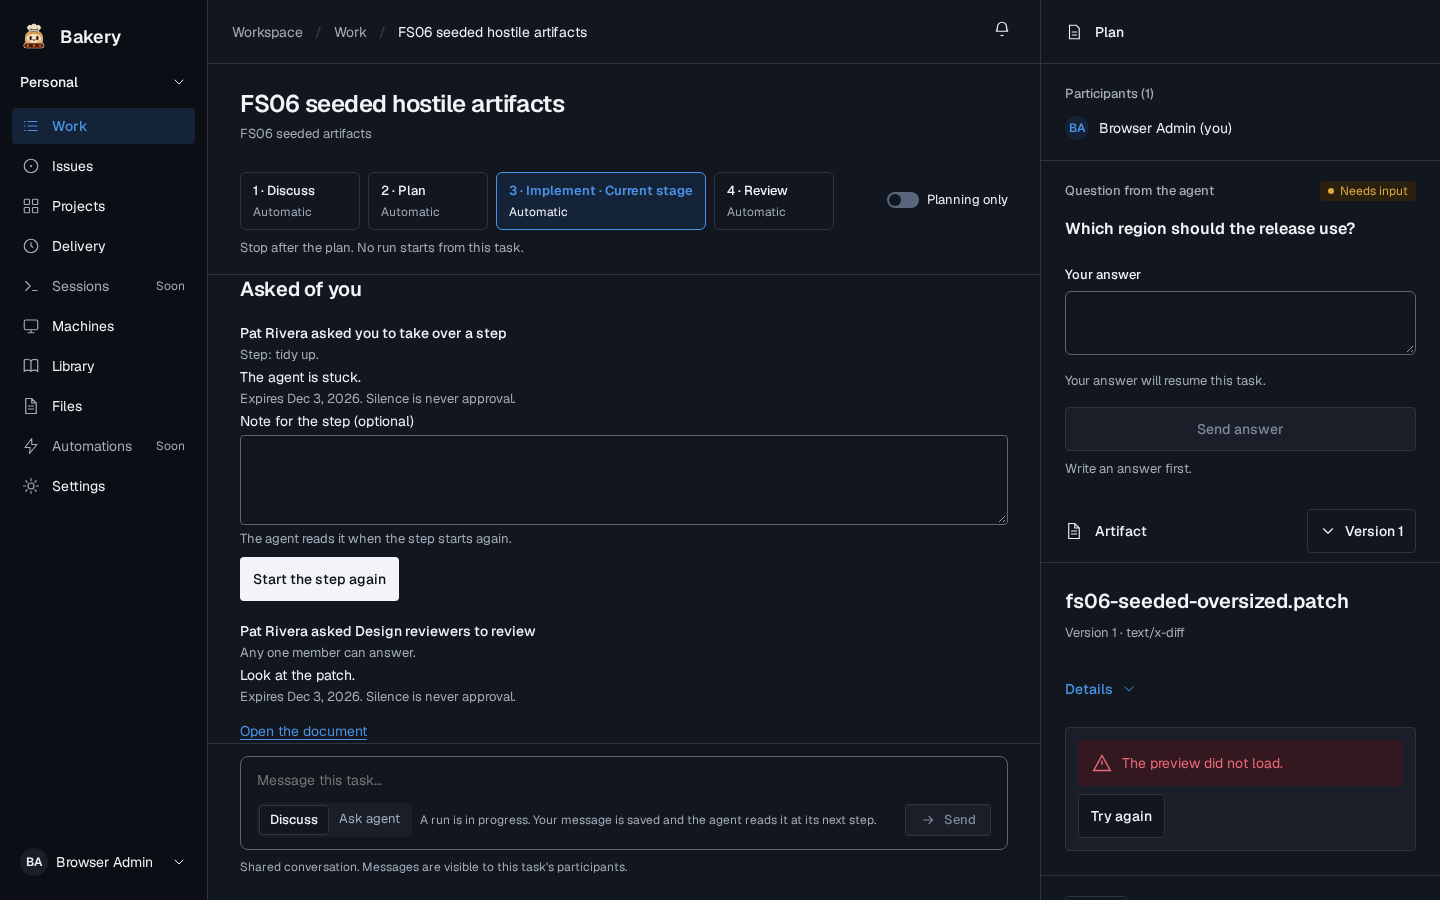 Bakery
Personal
Work
Issues
Projects
Delivery
Sessions Soon
Machines
Library
Files
Automations Soon
Settings
BA Browser Admin
Workspace / Work / FS06 seeded hostile artifacts
FS06 seeded hostile artifacts
FS06 seeded artifacts
1 · Discuss
Automatic
2 · Plan
Automatic
3 · Implement · Current stage
Automatic
4 · Review
Automatic
Planning only
Stop after the plan. No run starts from this task.
Asked of you
Pat Rivera asked you to take over a step
Step: tidy up.
The agent is stuck.
Expires Dec 3, 2026. Silence is never approval.
Note for the step (optional)
The agent reads it when the step starts again.
Start the step again
Pat Rivera asked Design reviewers to review
Any one member can answer.
Look at the patch.
Expires Dec 3, 2026. Silence is never approval.
Open the document
Message this task…
Discuss Ask agent A run is in progress. Your message is saved and the agent reads it at its next step. Send
Shared conversation. Messages are visible to this task's participants.
Plan
Participants (1)
BA Browser Admin (you)
Question from the agent Needs input
Which region should the release use?
Your answer
Your answer will resume this task.
Send answer
Write an answer first.
Artifact Version 1
fs06-seeded-oversized.patch
Version 1 · text/x-diff
Details
The preview did not load.
Try again